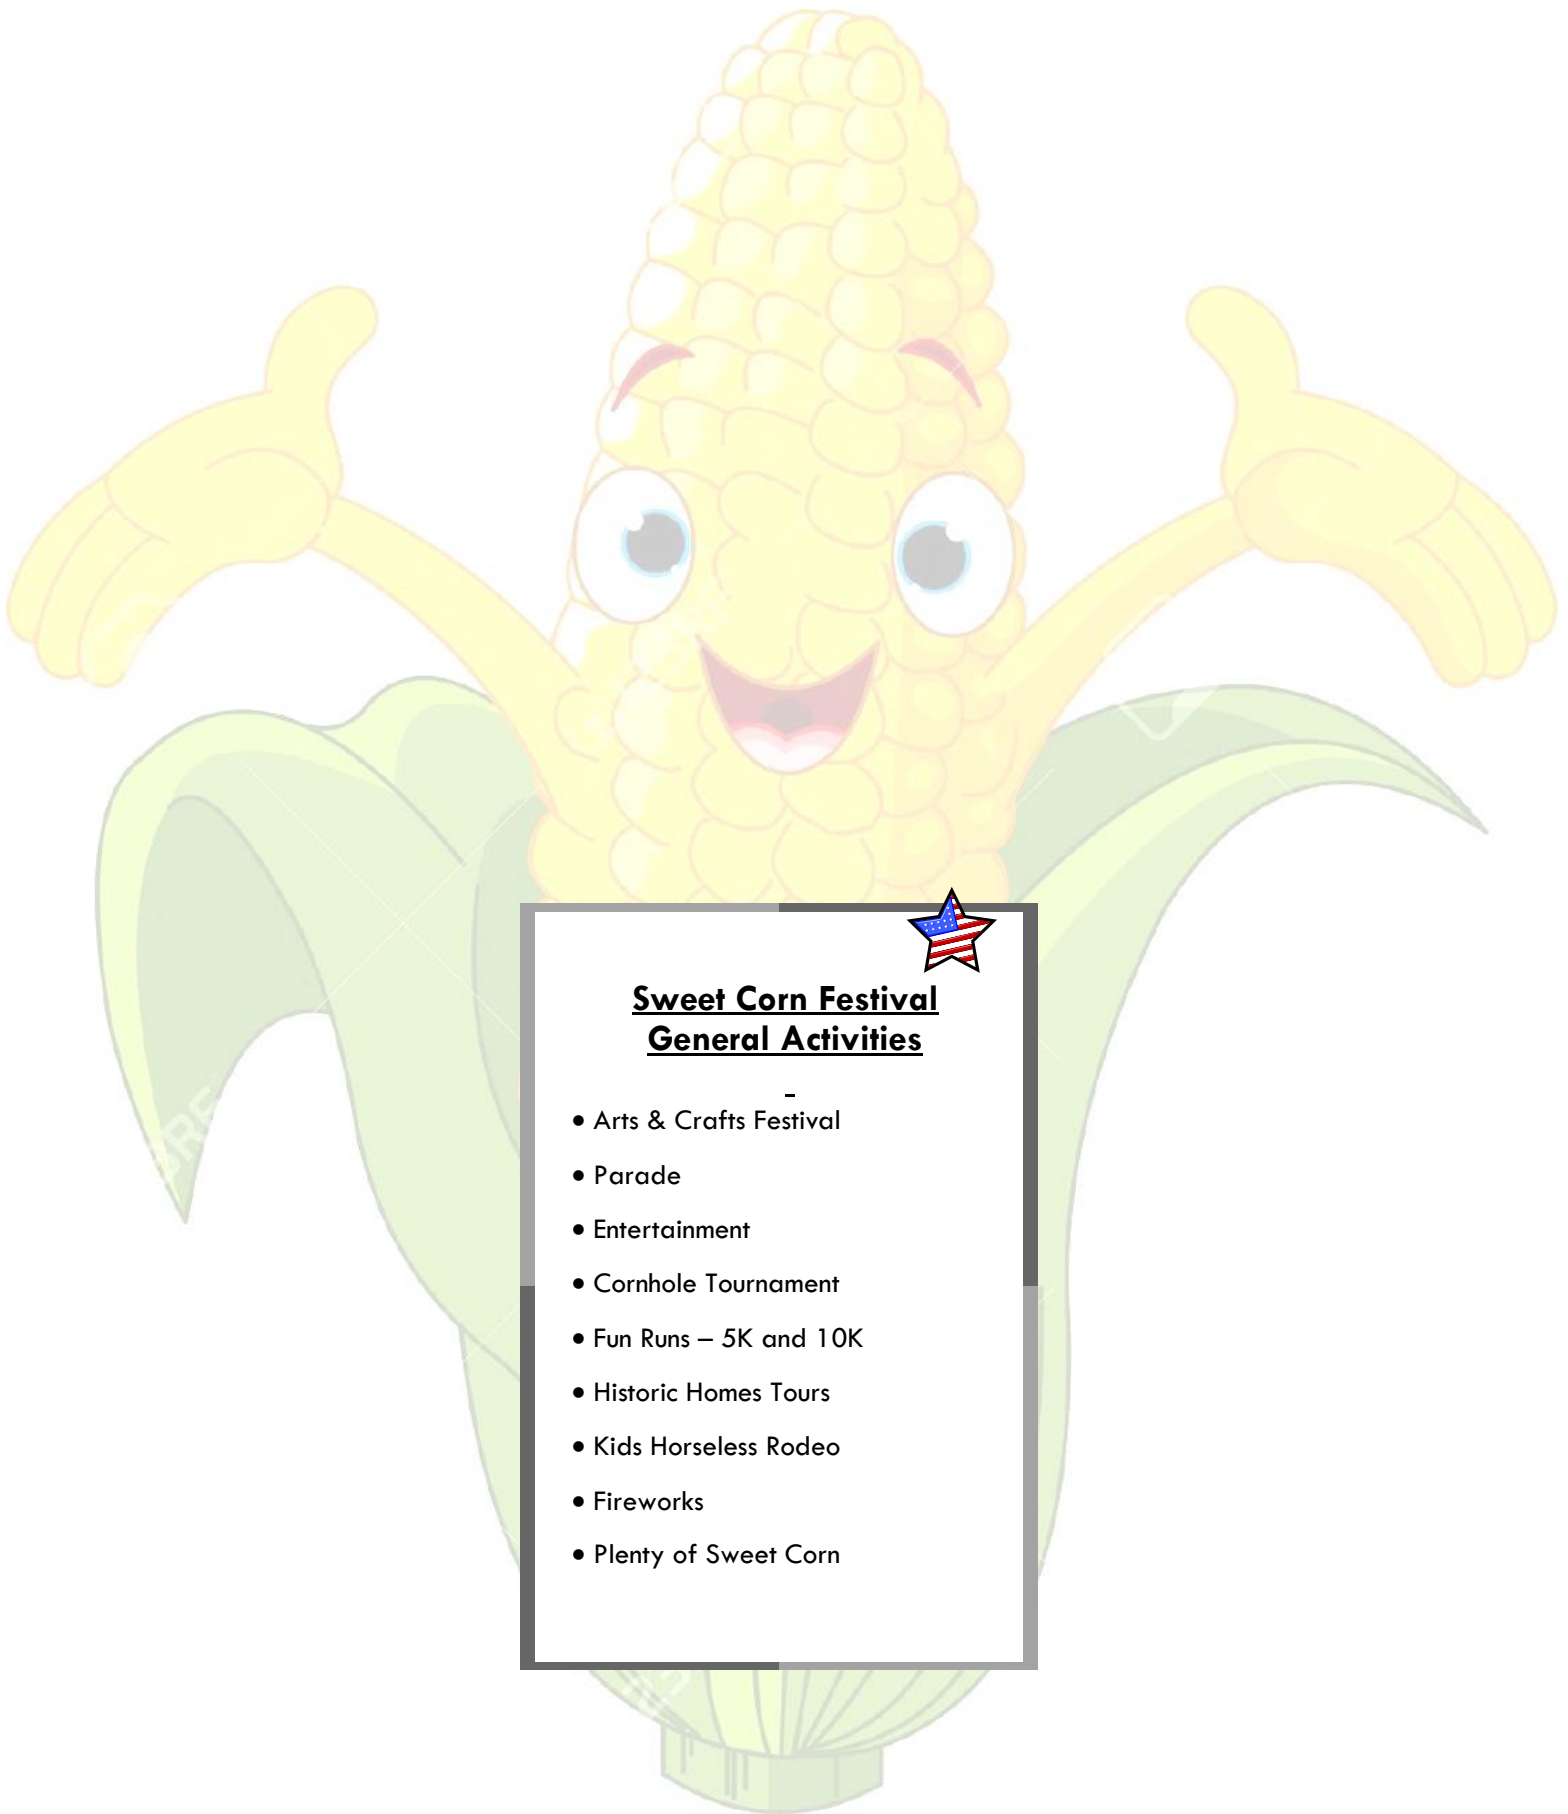 Sweet Corn Festival
General Activities
• Arts & Crafts Festival
• Parade
• Entertainment
• Cornhole Tournament
• Fun Runs – 5K and 10K
• Historic Homes Tours
• Kids Horseless Rodeo
• Fireworks
• Plenty of Sweet Corn